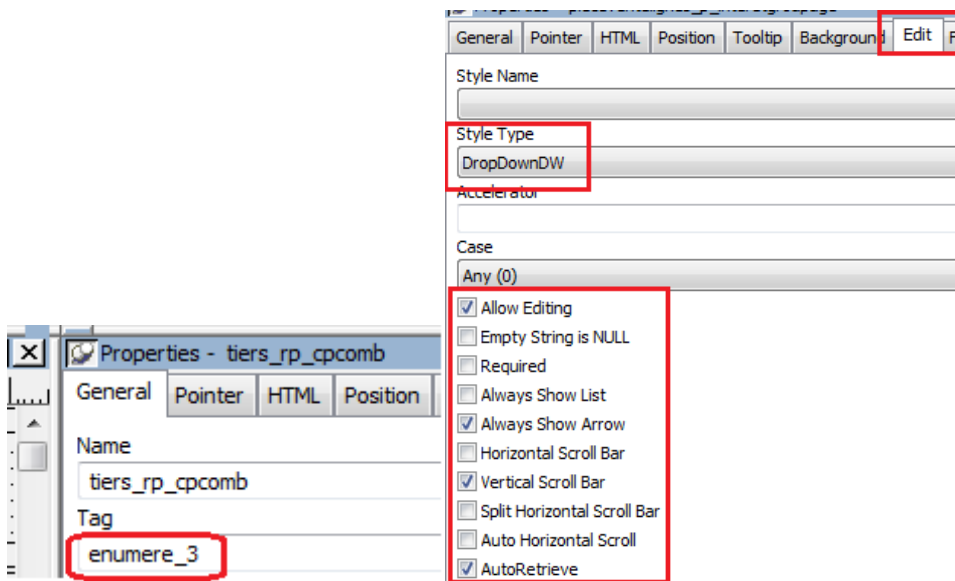 General Pointer HTML Position Tooltip Background Edit
Style Name
Style Type
DropDownDW
Accelerator
Case
Any (0)
Allow Editing
Empty String is NULL
Required
Always Show List
Always Show Arrow
Horizontal Scroll Bar
Vertical Scroll Bar
Split Horizontal Scroll Bar
Auto Horizontal Scroll
AutoRetrieve
Properties - tiers_rp_cpcomb
General Pointer HTML Position
Name
tiers_rp_cpcomb
Tag
enumere_3